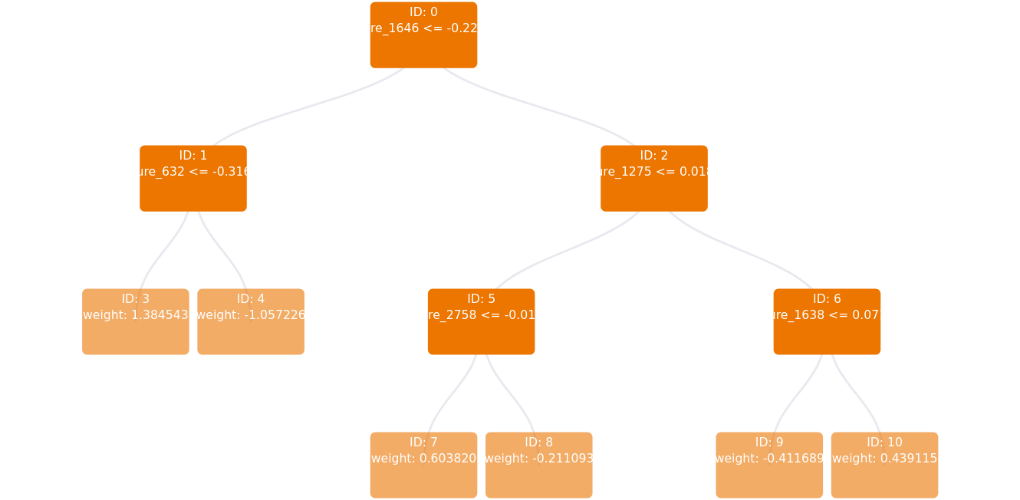 ID: 0
re_1646 <= -0.22
ID: 1
ure_632 <= -0.316
ID: 2
ure_1275 <= 0.018
ID: 3
weight: 1.384543
ID: 4
weight: -1.057226
ID: 5
re_2758 <= -0.01
ID: 6
ure_1638 <= 0.07
ID: 7
weight: 0.603820
ID: 8
weight: -0.211093
ID: 9
weight: -0.411689
ID: 10
weight: 0.439115